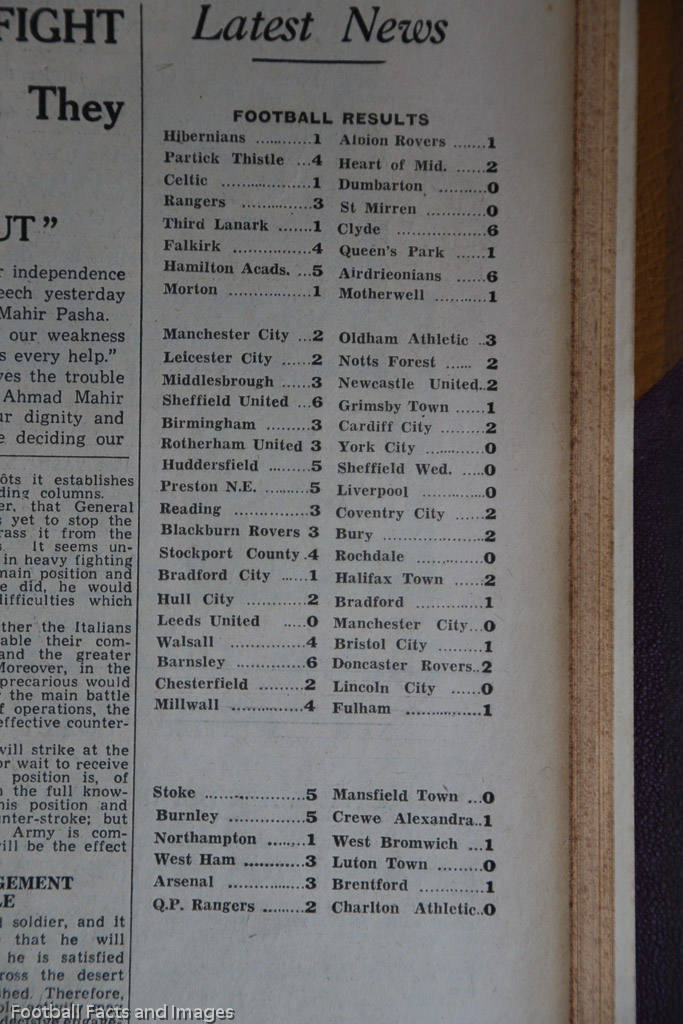 FIGHT
They
UT"
r independence
eech yesterday
Mahir Pasha.
our weakness
s every help."
ves the trouble
Ahmad Mahir
ur dignity and
e deciding our
ôts it establishes
ding columns.
er, that General
s yet to stop the
rass it from the
s. It seems un-
in heavy fighting
main position and
e did, he would
difficulties which
ther the Italians
able their com-
and the greater
Moreover, in the
precarious would
r the main battle
f operations, the
effective counter-
will strike at the
or wait to receive
position is, of
n the full know-
his position and
unter-stroke; but
Army is com-
will be the effect
GEMENT
LE
d soldier, and it
that he will
he is satisfied
ross the desert
hed. Therefore,
Latest News
FOOTBALL RESULTS
Hibernians ............1 Albion Rovers .......1
Partick Thistle ...4 Heart of Mid. ......2
Celtic ..................1 Dumbarton ..........0
Rangers ..............3 St Mirren ............0
Third Lanark .......1 Clyde ..................6
Falkirk ................4 Queen's Park ......1
Hamilton Acads. ...5 Airdrieonians ......6
Morton ................1 Motherwell ..........1
Manchester City ...2 Oldham Athletic ..3
Leicester City ......2 Notts Forest ...... 2
Middlesbrough ......3 Newcastle United..2
Sheffield United ...6 Grimsby Town ......1
Birmingham ..........3 Cardiff City .........2
Rotherham United 3 York City ............0
Huddersfield .........5 Sheffield Wed. .....0
Preston N.E. ..........5 Liverpool .............0
Reading ................3 Coventry City ......2
Blackburn Rovers 3 Bury .....................2
Stockport County .4 Rochdale ..............0
Bradford City ......1 Halifax Town ......2
Hull City ............2 Bradford ..............1
Leeds United .....0 Manchester City...0
Walsall ................4 Bristol City .........1
Barnsley ..............6 Doncaster Rovers..2
Chesterfield .........2 Lincoln City ......0
Millwall ................4 Fulham ...............1
Stoke ....................5 Mansfield Town ...0
Burnley ................5 Crewe Alexandra..1
Northampton .......1 West Bromwich ...1
West Ham ............3 Luton Town .........0
Arsenal ...............3 Brentford ............1
Q.P. Rangers .........2 Charlton Athletic..0
Football Facts and Images